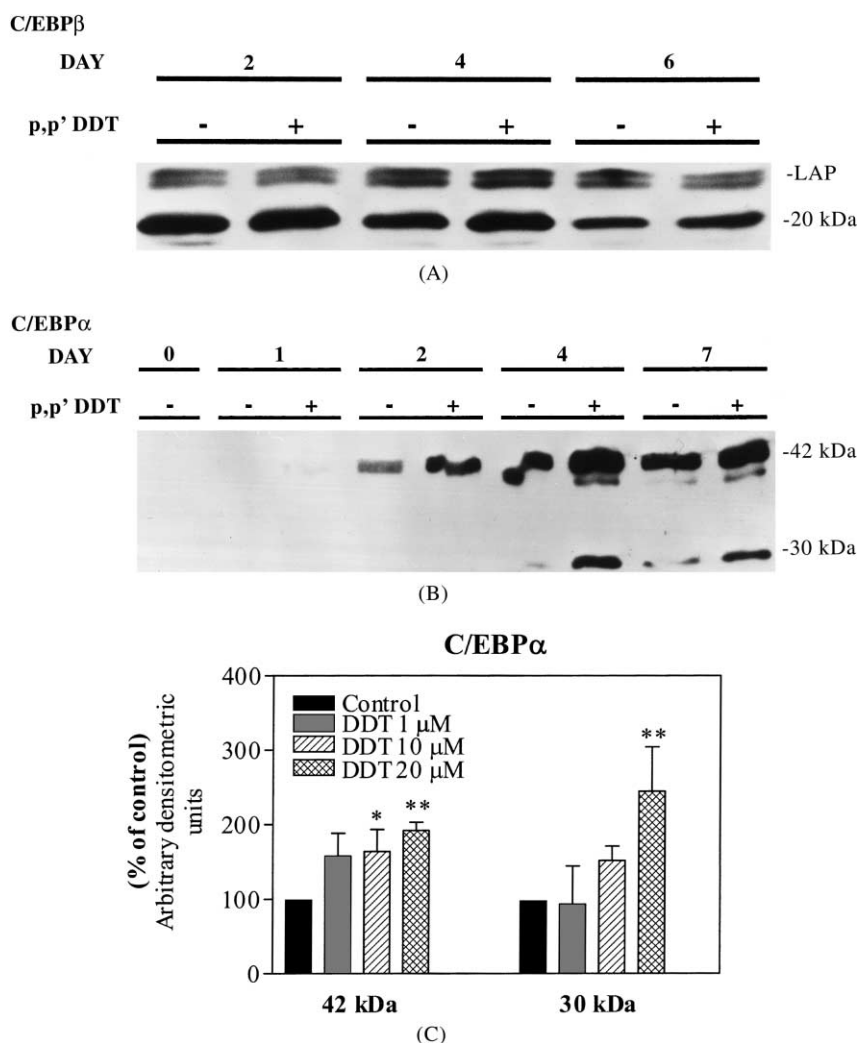 C/EBPβ
DAY 2 4 6
p,p' DDT - + - + - +
-LAP
-20 kDa
(A)
C/EBPα
DAY 0 1 2 4 7
p,p' DDT - - + - + - + - +
-42 kDa
-30 kDa
(B)
C/EBPα
(% of control)
Arbitrary densitometric
units
400
300
200
100
0
Control
DDT 1 μM
DDT 10 μM
DDT 20 μM
* ** **
42 kDa 30 kDa
(C)